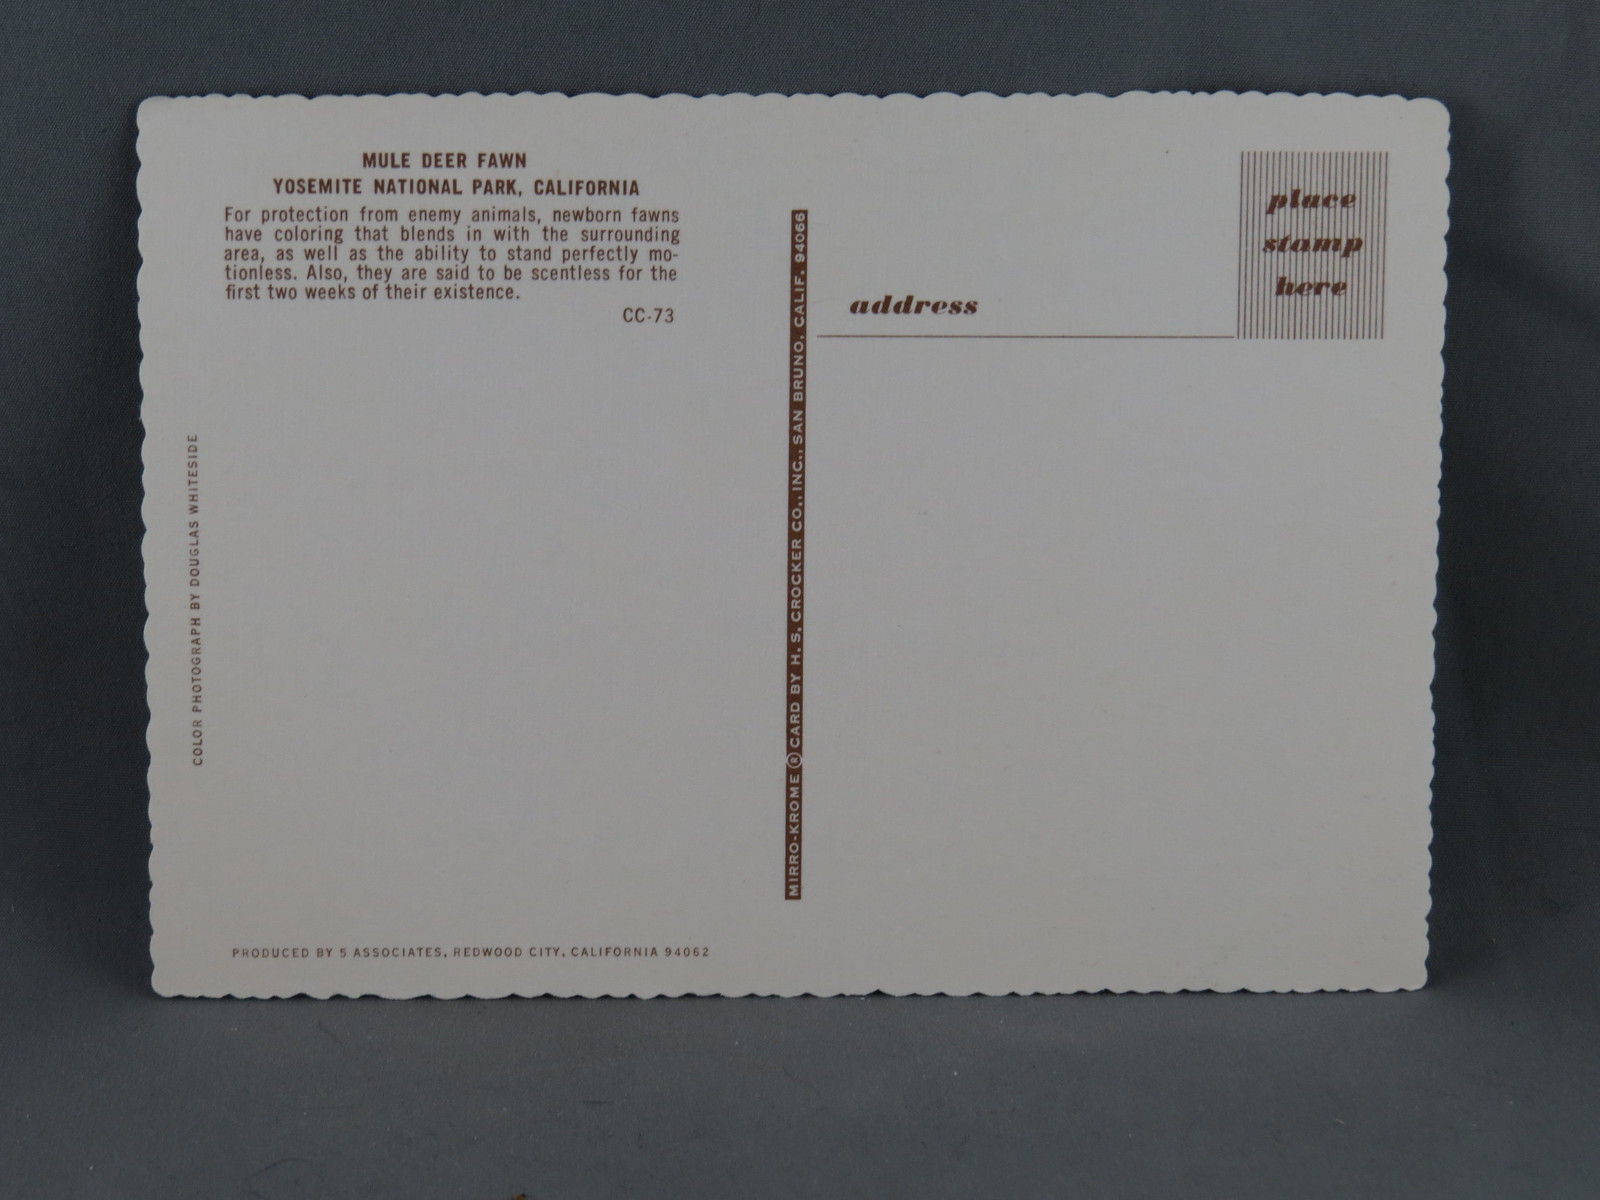 MULE DEER FAWN
YOSEMITE NATIONAL PARK, CALIFORNIA
For protection from enemy animals, newborn fawns
have coloring that blends in with the surrounding
area, as well as the ability to stand perfectly mo-
tionless. Also, they are said to be scentless for the
first two weeks of their existence.
CC-73
COLOR PHOTOGRAPH BY DOUGLAS WHITESIDE
PRODUCED BY 5 ASSOCIATES, REDWOOD CITY, CALIFORNIA 94062
MIRRO-KROME ® CARD BY H. S. CROCKER CO., INC., SAN BRUNO, CALIF. 94066
address
place
stamp
here